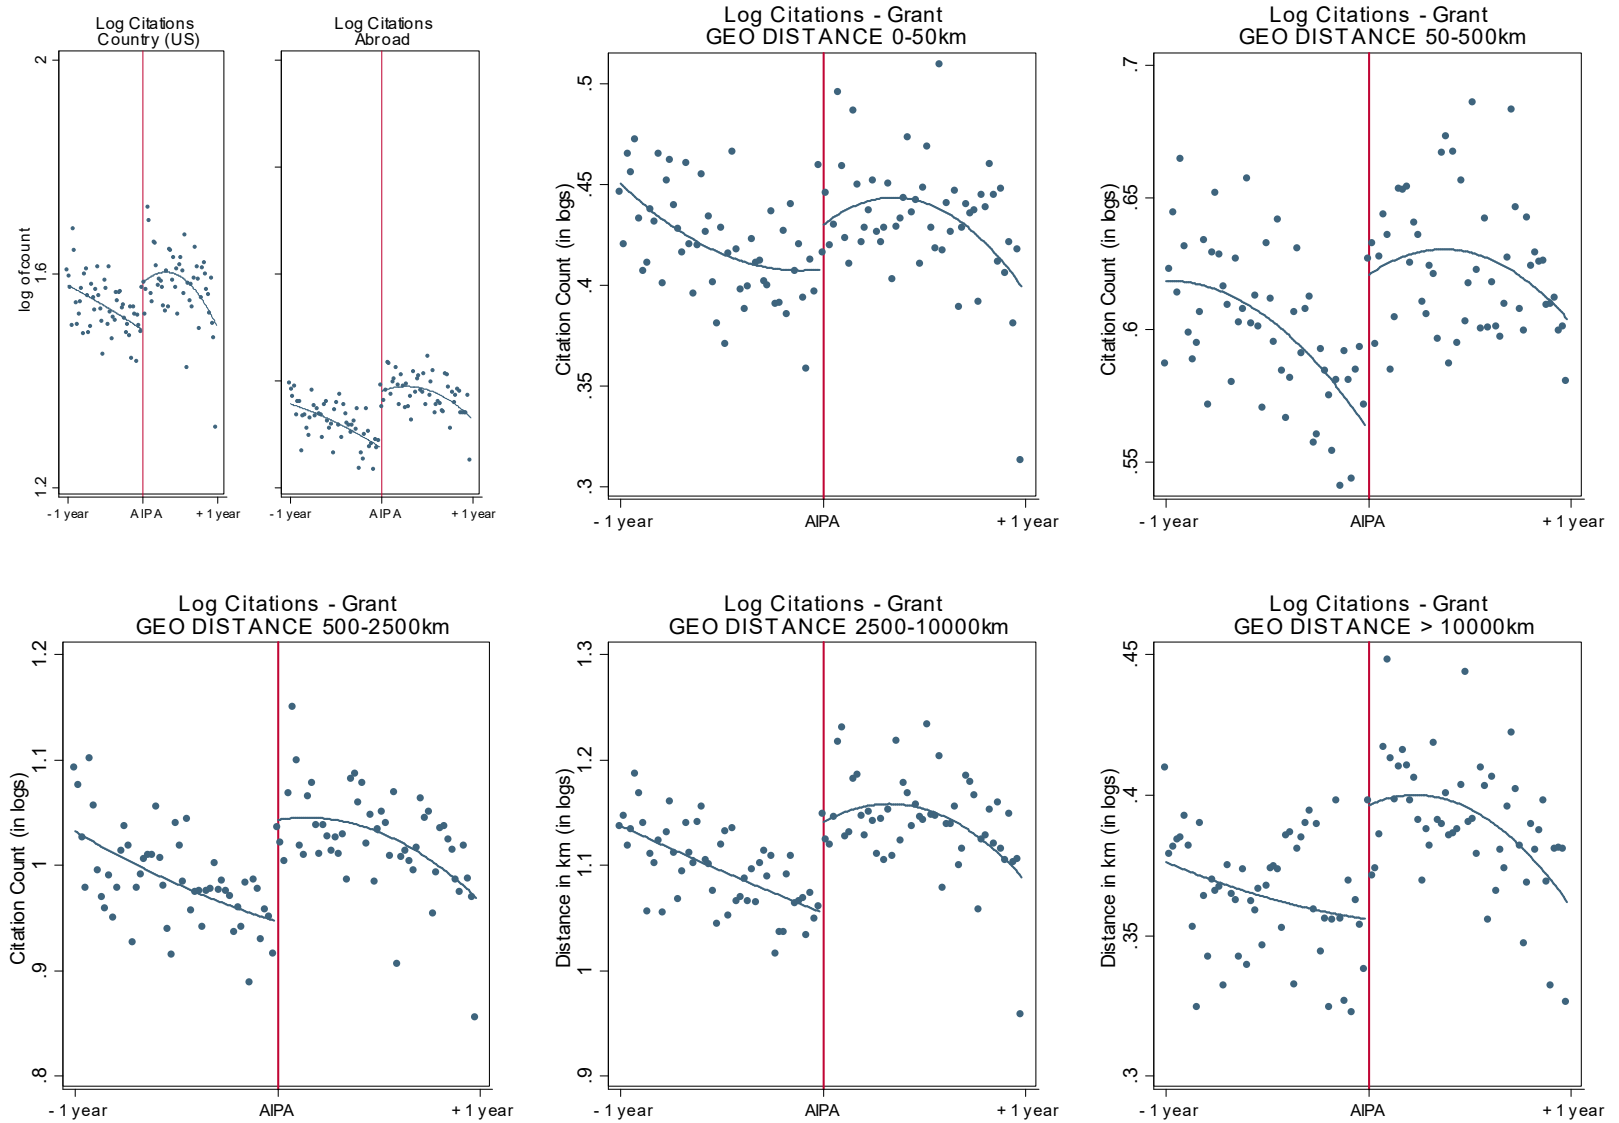 Log Citations
Country (US)
log of count
2
1.6
1.2
- 1 year
AIPA
+ 1 year
Log Citations
Abroad
- 1 year
AIPA
+ 1 year
Log Citations - Grant
GEO DISTANCE 0-50km
Citation Count (in logs)
.5
.45
.4
.35
.3
- 1 year
AIPA
+ 1 year
Log Citations - Grant
GEO DISTANCE 50-500km
Citation Count (in logs)
.7
.65
.6
.55
- 1 year
AIPA
+ 1 year
Log Citations - Grant
GEO DISTANCE 500-2500km
Citation Count (in logs)
1.2
1.1
1
.9
.8
- 1 year
AIPA
+ 1 year
Log Citations - Grant
GEO DISTANCE 2500-10000km
Distance in km (in logs)
1.3
1.2
1.1
1
.9
- 1 year
AIPA
+ 1 year
Log Citations - Grant
GEO DISTANCE > 10000km
Distance in km (in logs)
.45
.4
.35
.3
- 1 year
AIPA
+ 1 year